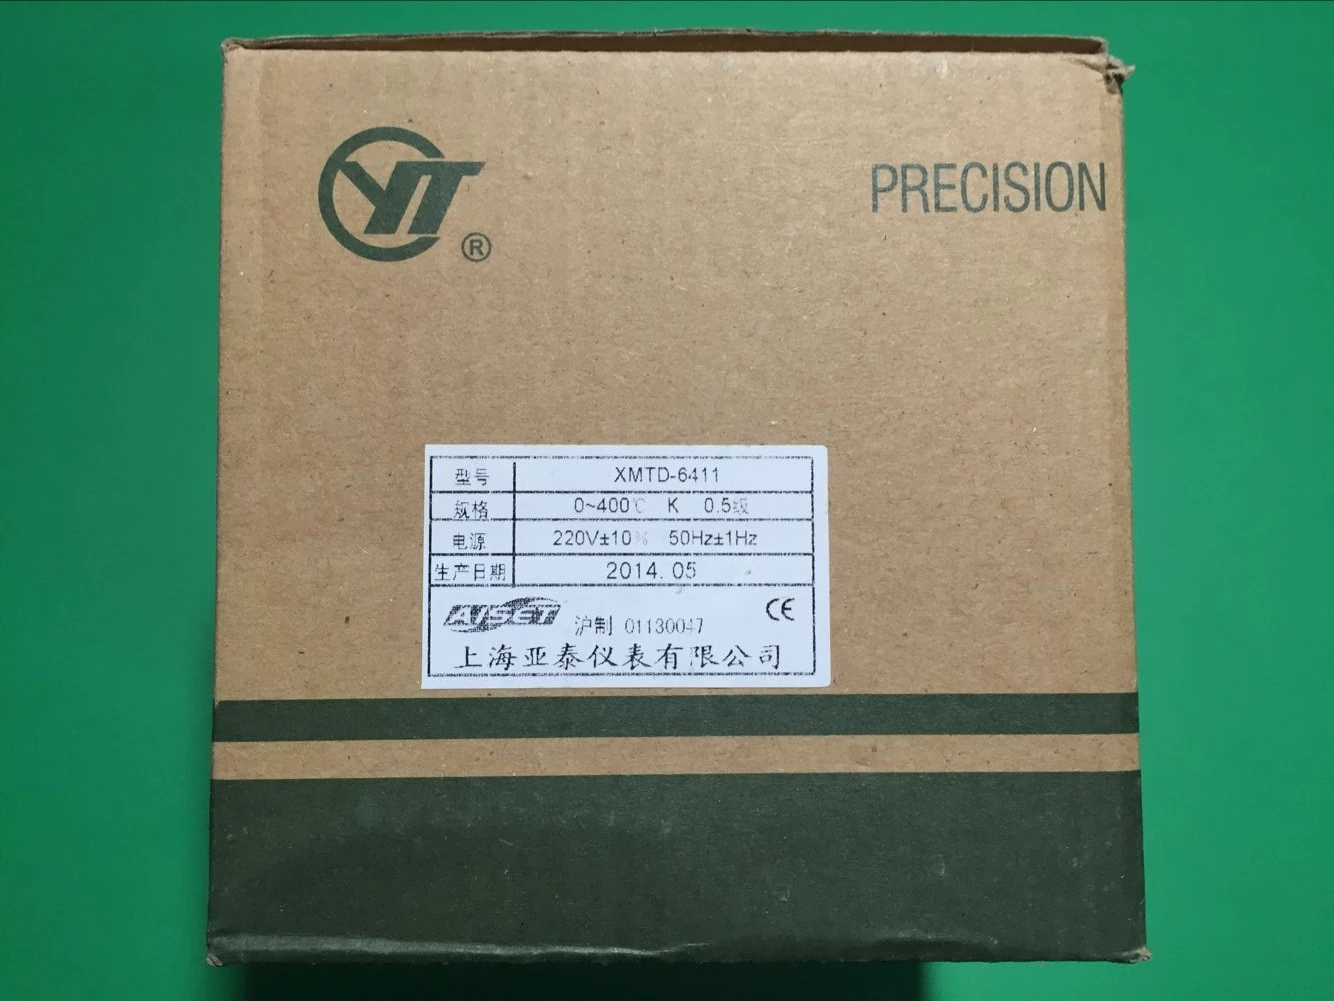 YT®
PRECISION
型号 XMTD-6411
规格 0~400℃ K 0.5级
电源 220V±10% 50Hz±1Hz
生产日期 2014.05
AISET 沪制 01130047 CE
上海亚泰仪表有限公司